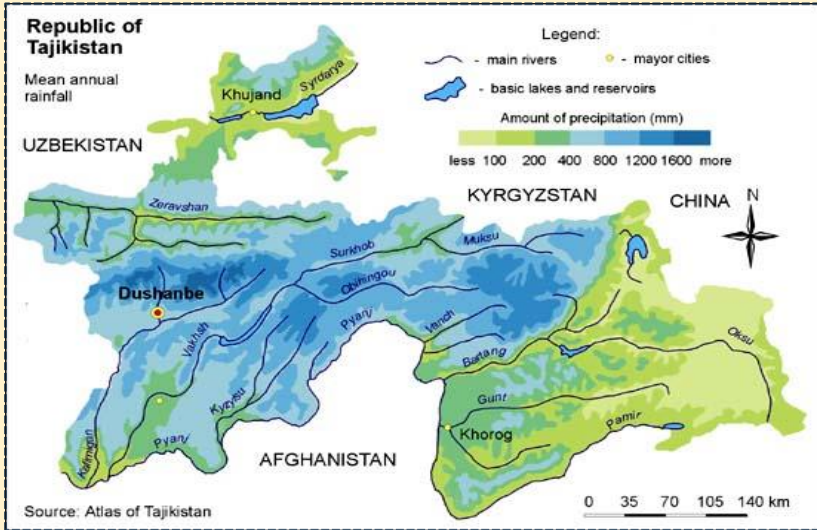 Republic of
Tajikistan
Mean annual
rainfall
Legend:
- main rivers
- mayor cities
- basic lakes and reservoirs
Amount of precipitation (mm)
less 100 200 400 800 1200 1600 more
Syrdarya
Khujand
UZBEKISTAN
KYRGYZSTAN
CHINA
N
Zeravshan
Surkhob
Muksu
Obihingou
Dushanbe
Vakhsh
Pyanj
Vanch
Bartang
Oksu
Kyzylsu
Gunt
Khorog
Pamir
Pyanj
Kafirnigan
AFGHANISTAN
Source: Atlas of Tajikistan
0 35 70 105 140 km